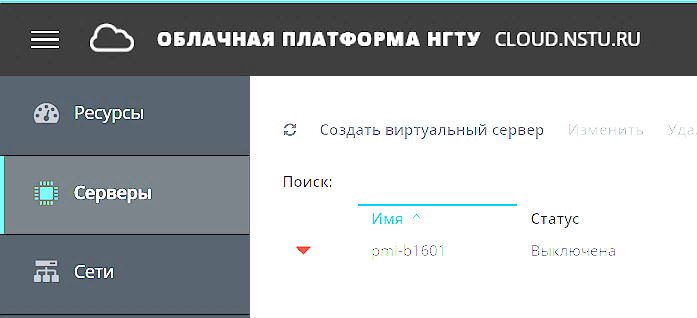 ОБЛАЧНАЯ ПЛАТФОРМА НГТУ CLOUD.NSTU.RU
Ресурсы
Серверы
Сети
Создать виртуальный сервер Изменить
Поиск:
Имя Статус
pmi-b1601 Выключена